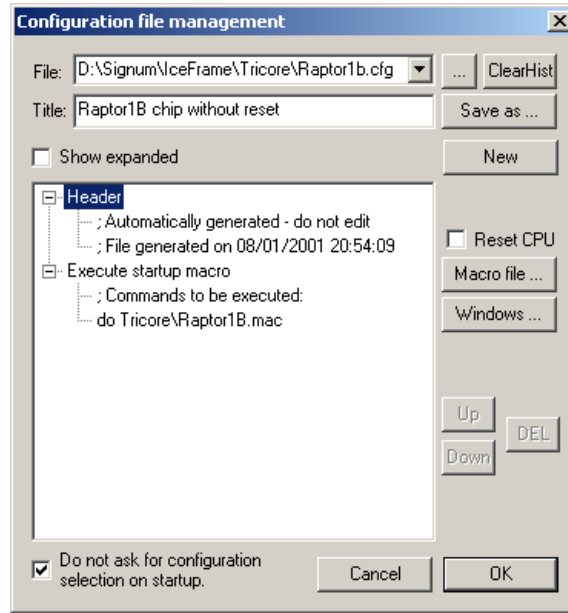 Configuration file management
File: D:\Signum\IceFrame\Tricore\Raptor1b.cfg ... ClearHist
Title: Raptor1B chip without reset Save as ...
Show expanded New
Header
; Automatically generated - do not edit
; File generated on 08/01/2001 20:54:09
Reset CPU
Execute startup macro
Macro file ...
; Commands to be executed:
do Tricore\Raptor1B.mac
Windows ...
Up
DEL
Down
Do not ask for configuration
selection on startup.
Cancel OK